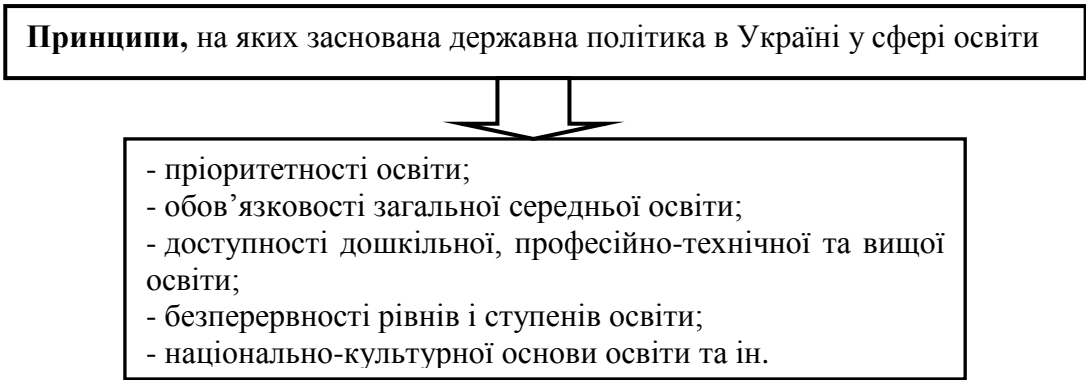 Принципи, на яких заснована державна політика в Україні у сфері освіти
- пріоритетності освіти;
- обов’язковості загальної середньої освіти;
- доступності дошкільної, професійно-технічної та вищої
освіти;
- безперервності рівнів і ступенів освіти;
- національно-культурної основи освіти та ін.